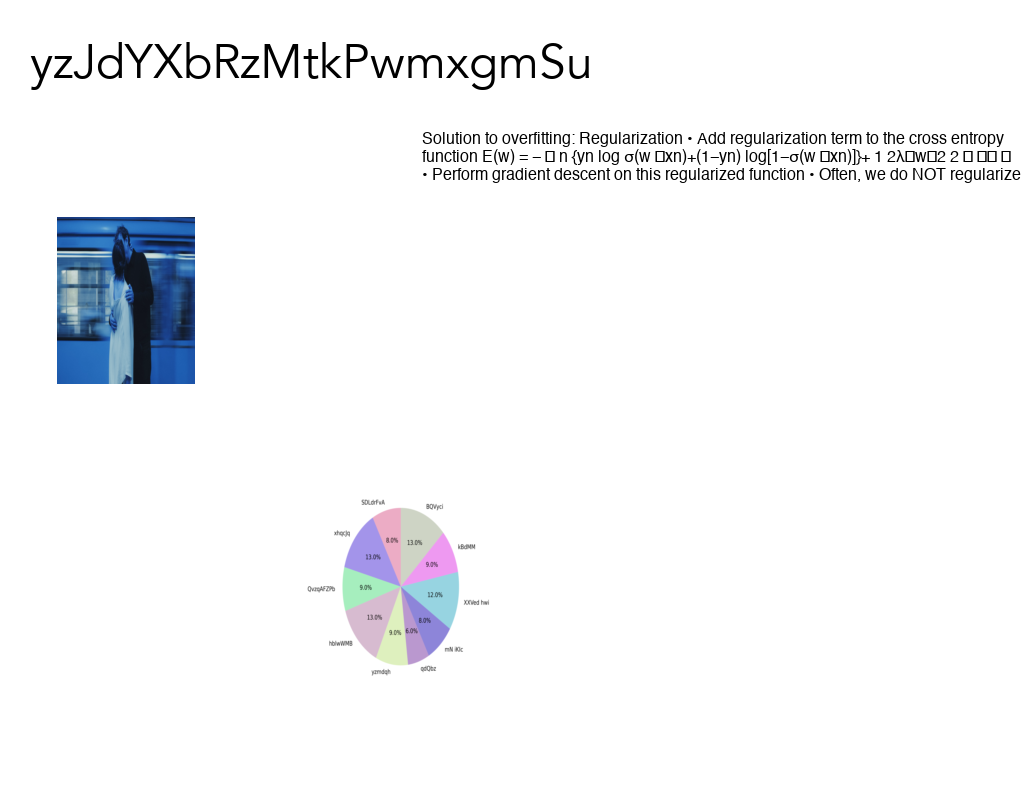 yzJdYXbRzMtkPwmxgmSu
Solution to overfitting: Regularization • Add regularization term to the cross entropy
function E(w) = – □ n {yn log σ(w □xn)+(1–yn) log[1–σ(w □xn)]}+ 1 2λ□w□2 2 □ □□ □
• Perform gradient descent on this regularized function • Often, we do NOT regularize
SDLdrFvA
BQVyci
xhqcJq
kBdMM
8.0%
13.0%
13.0%
9.0%
QvzqAFZPb
9.0%
12.0%
XXVed hwi
13.0%
8.0%
9.0%
6.0%
hbiwWMB
mN iKlc
yzmdqh
qdQbz